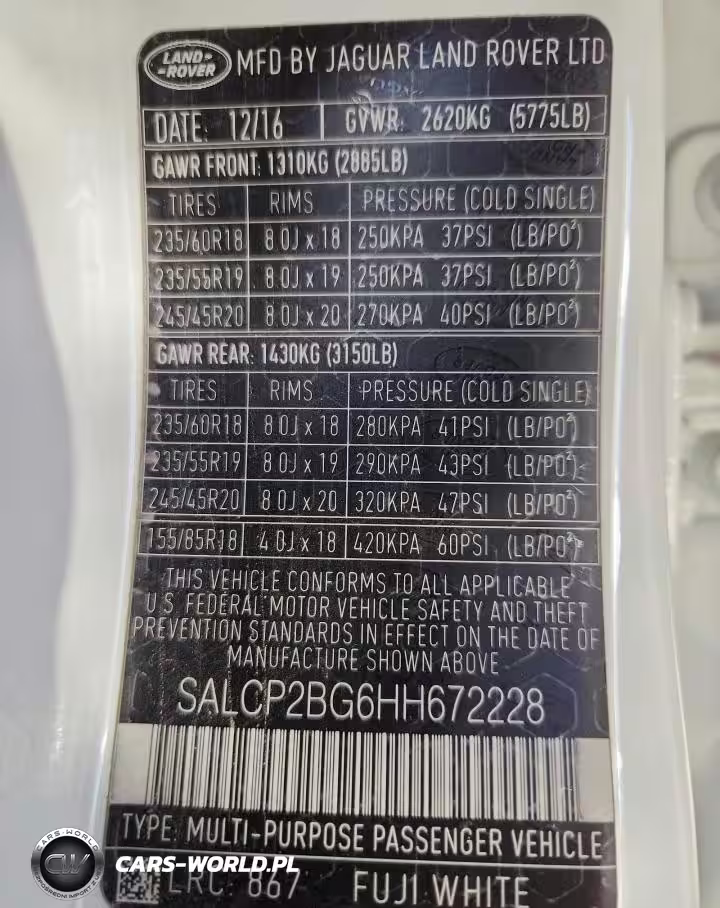 LAND-
-ROVER
MFD BY JAGUAR LAND ROVER LTD
DATE: 12/16 GVWR: 2620KG (5775LB)
GAWR FRONT: 1310KG (2885LB)
TIRES RIMS PRESSURE (COLD SINGLE)
235/60R18 8.0J x 18 250KPA 37PSI (LB/PO²)
235/55R19 8.0J x 19 250KPA 37PSI (LB/PO²)
245/45R20 8.0J x 20 270KPA 40PSI (LB/PO²)
GAWR REAR: 1430KG (3150LB)
TIRES RIMS PRESSURE (COLD SINGLE)
235/60R18 8.0J x 18 280KPA 41PSI (LB/PO²)
235/55R19 8.0J x 19 290KPA 43PSI (LB/PO²)
245/45R20 8.0J x 20 320KPA 47PSI (LB/PO²)
155/85R18 4.0J x 18 420KPA 60PSI (LB/PO²)
THIS VEHICLE CONFORMS TO ALL APPLICABLE
U.S. FEDERAL MOTOR VEHICLE SAFETY AND THEFT
PREVENTION STANDARDS IN EFFECT ON THE DATE OF
MANUFACTURE SHOWN ABOVE
SALCP2BG6HH672228
TYPE: MULTI-PURPOSE PASSENGER VEHICLE
LRC: 867 FUJI WHITE
CARS-WORLD
CW
BEZPOŚREDNI IMPORT Z
CARS-WORLD.PL